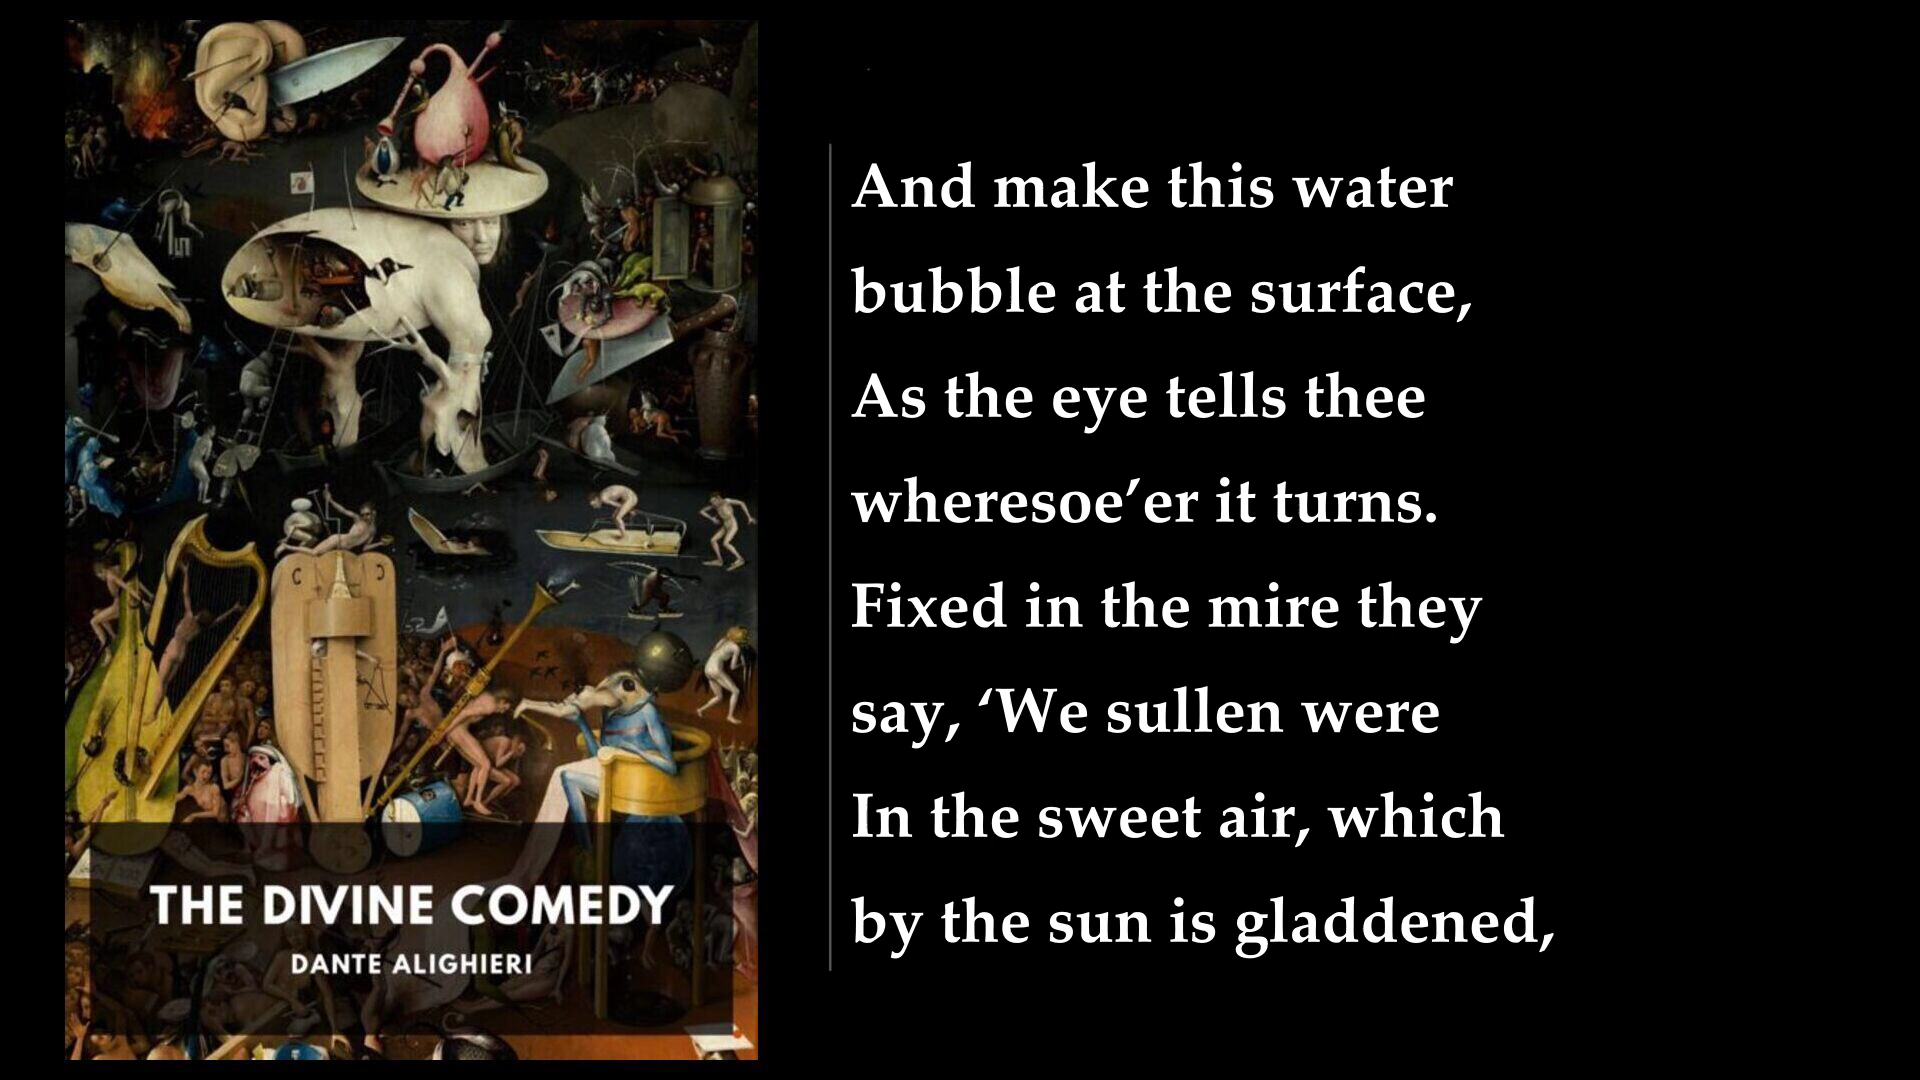 And make this water
bubble at the surface,
As the eye tells thee
wheresoe’er it turns.
Fixed in the mire they
say, ‘We sullen were
In the sweet air, which
by the sun is gladdened,
THE DIVINE COMEDY
DANTE ALIGHIERI